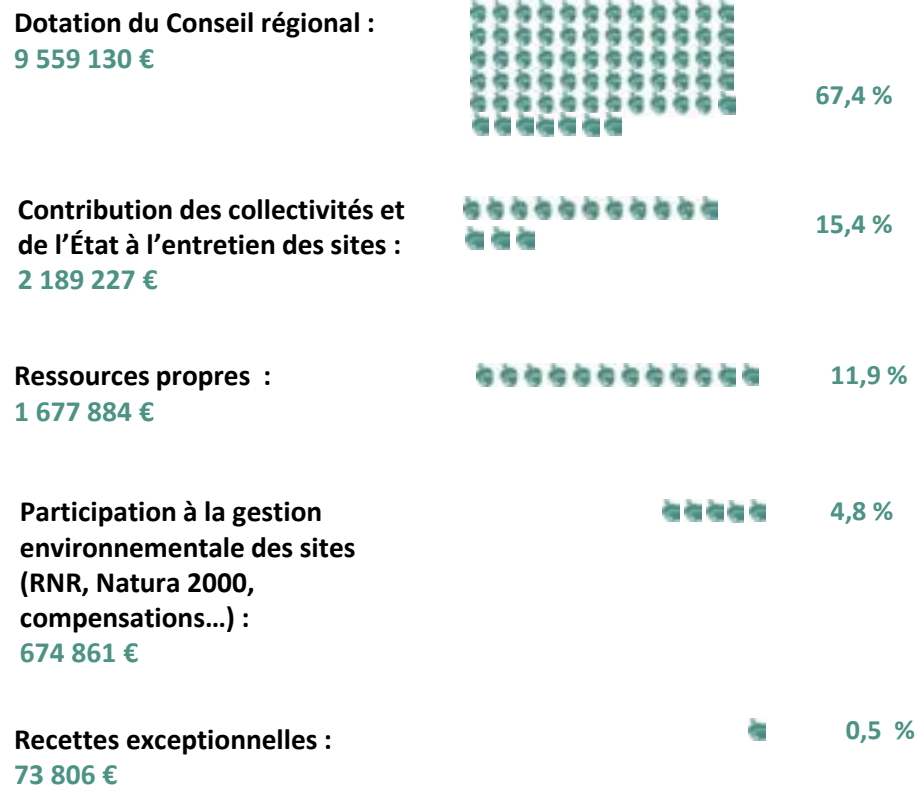 Dotation du Conseil régional :
9 559 130 €
67,4 %
Contribution des collectivités et
de l’État à l’entretien des sites :
2 189 227 €
15,4 %
Ressources propres :
1 677 884 €
11,9 %
Participation à la gestion
environnementale des sites
(RNR, Natura 2000,
compensations…) :
674 861 €
4,8 %
Recettes exceptionnelles :
73 806 €
0,5 %